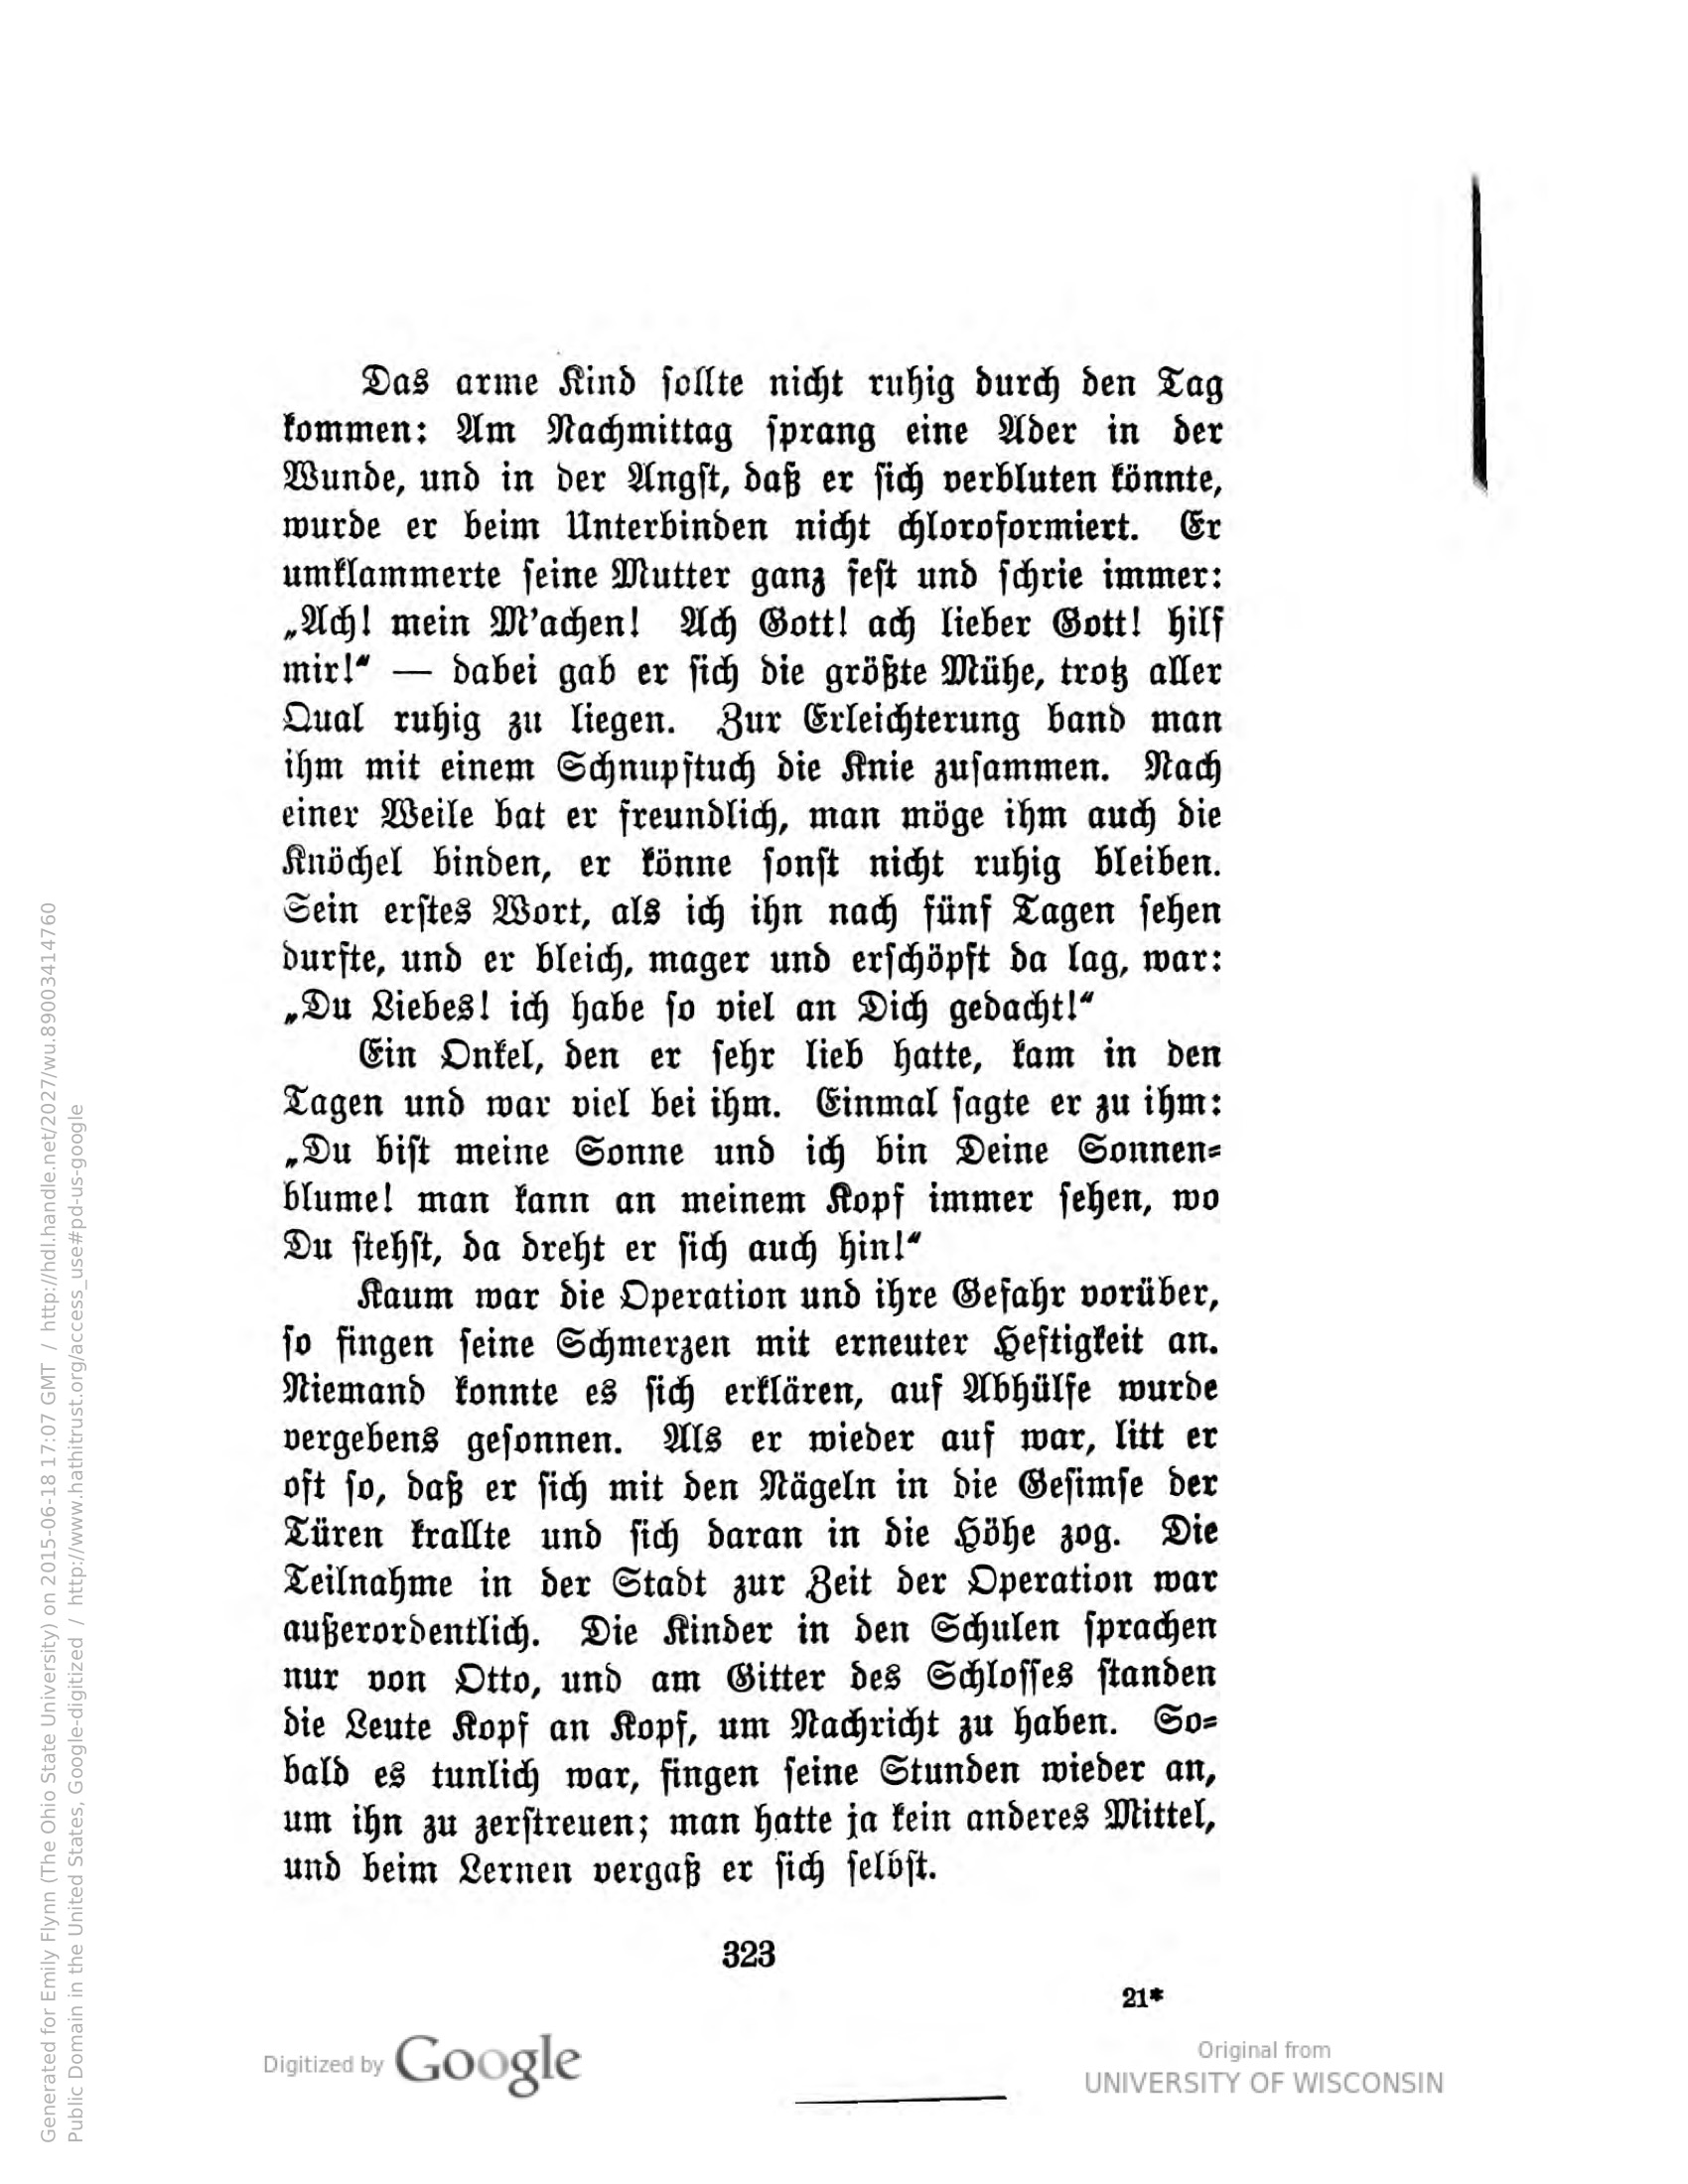 Das arme Kind sollte nicht ruhig durch den Tag
kommen: Am Nachmittag sprang eine Ader in der
Wunde, und in der Angst, daß er sich verbluten könnte,
wurde er beim Unterbinden nicht chloroformiert. Er
umklammerte seine Mutter ganz fest und schrie immer:
„Ach! mein M'achen! Ach Gott! ach lieber Gott! hilf
mir!“ — dabei gab er sich die größte Mühe, trotz aller
Qual ruhig zu liegen. Zur Erleichterung band man
ihm mit einem Schnupftuch die Knie zusammen. Nach
einer Weile bat er freundlich, man möge ihm auch die
Knöchel binden, er könne sonst nicht ruhig bleiben.
Sein erstes Wort, als ich ihn nach fünf Tagen sehen
durfte, und er bleich, mager und erschöpft da lag, war:
„Du Liebes! ich habe so viel an Dich gedacht!“
Ein Onkel, den er sehr lieb hatte, kam in den
Tagen und war viel bei ihm. Einmal sagte er zu ihm:
„Du bist meine Sonne und ich bin Deine Sonnen-
blume! man kann an meinem Kopf immer sehen, wo
Du stehst, da dreht er sich auch hin!“
Kaum war die Operation und ihre Gefahr vorüber,
so fingen seine Schmerzen mit erneuter Heftigkeit an.
Niemand konnte es sich erklären, auf Abhülfe wurde
vergebens gesonnen. Als er wieder auf war, litt er
oft so, daß er sich mit den Nägeln in die Gesimse der
Türen krallte und sich daran in die Höhe zog. Die
Teilnahme in der Stadt zur Zeit der Operation war
außerordentlich. Die Kinder in den Schulen sprachen
nur von Otto, und am Gitter des Schlosses standen
die Leute Kopf an Kopf, um Nachricht zu haben. So-
bald es tunlich war, fingen seine Stunden wieder an,
um ihn zu zerstreuen; man hatte ja kein anderes Mittel,
und beim Lernen vergaß er sich selbst.
323
21*
Digitized by Google
Original from
UNIVERSITY OF WISCONSIN
Generated for Emily Flynn (The Ohio State University) on 2015-06-18 17:07 GMT / http://hdl.handle.net/2027/wu.89003414760
Public Domain in the United States, Google-digitized / http://www.hathitrust.org/access_use#pd-us-google